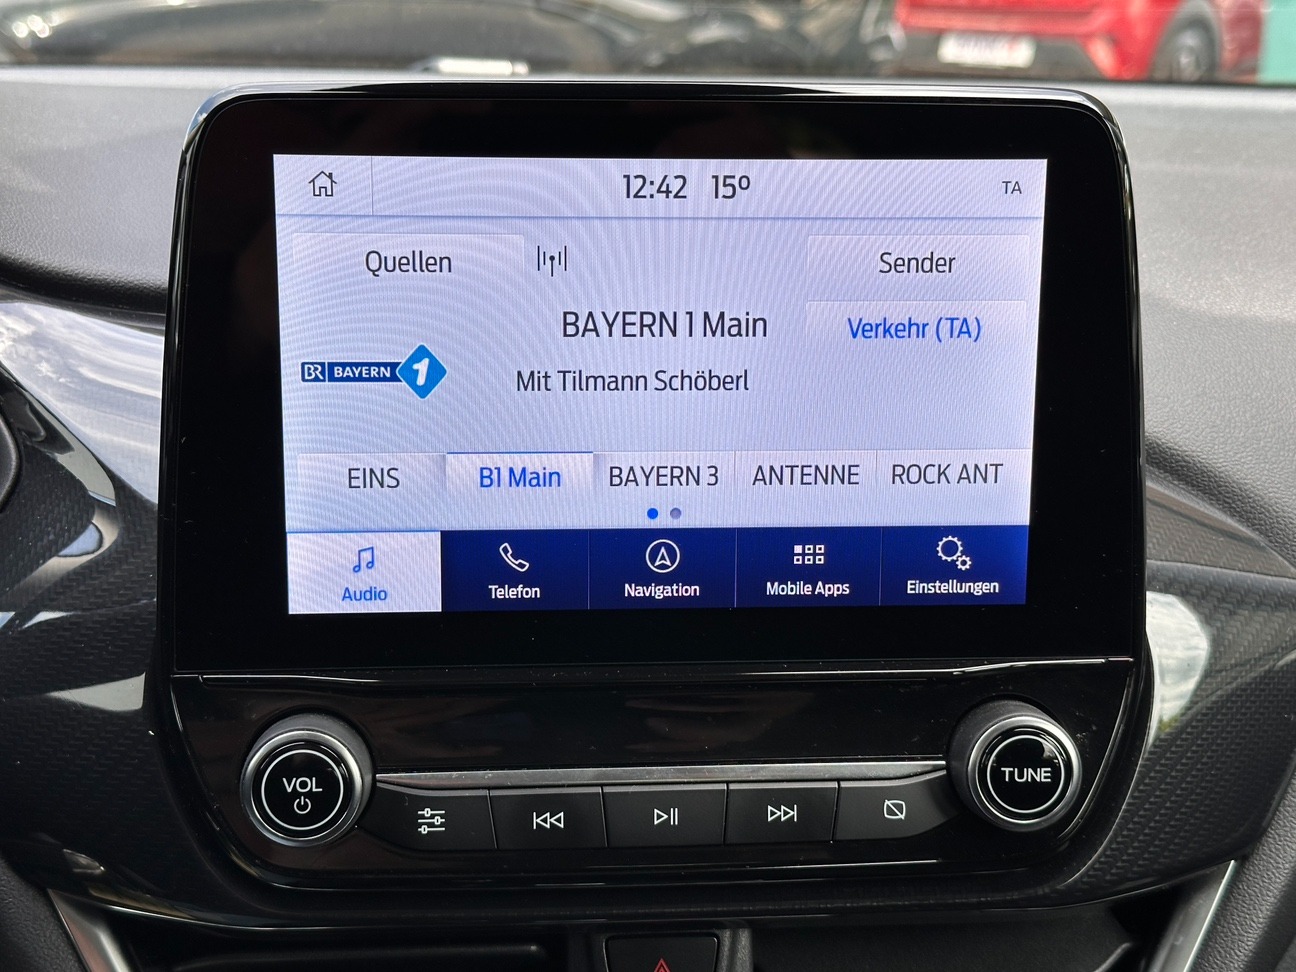 12:42 15º TA
Quellen
Sender
BAYERN 1 Main
Verkehr (TA)
BR BAYERN 1
Mit Tilmann Schöberl
EINS B1 Main BAYERN 3 ANTENNE ROCK ANT
Audio Telefon Navigation Mobile Apps Einstellungen
VOL
TUNE